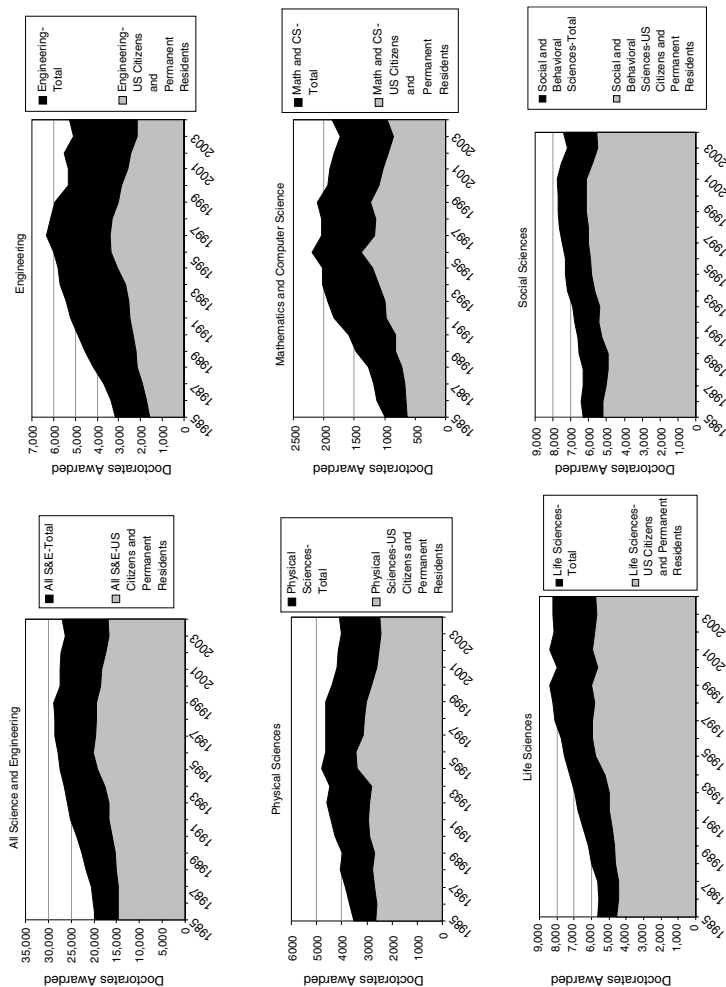 All Science and Engineering
Doctorates Awarded
35,000
30,000
25,000
20,000
15,000
10,000
5,000
0
1985
1987
1989
1991
1993
1995
1997
1999
2001
2003
All S&E-Total
All S&E-US
Citizens and
Permanent
Residents
Engineering
Doctorates Awarded
7,000
6,000
5,000
4,000
3,000
2,000
1,000
0
1985
1987
1989
1991
1993
1995
1997
1999
2001
2003
Engineering-
Total
Engineering-
US Citizens
and
Permanent
Residents
Physical Sciences
Doctorates Awarded
6000
5000
4000
3000
2000
1000
0
1985
1987
1989
1991
1993
1995
1997
1999
2001
2003
Physical
Sciences-
Total
Physical
Sciences-US
Citizens and
Permanent
Residents
Mathematics and Computer Science
Doctorates Awarded
2500
2000
1500
1000
500
0
1985
1987
1989
1991
1993
1995
1997
1999
2001
2003
Math and CS-
Total
Math and CS-
US Citizens
and
Permanent
Residents
Life Sciences
Doctorates Awarded
9,000
8,000
7,000
6,000
5,000
4,000
3,000
2,000
1,000
0
1985
1987
1989
1991
1993
1995
1997
1999
2001
2003
Life Sciences-
Total
Life Sciences-
US Citizens
and Permanent
Residents
Social Sciences
Doctorates Awarded
9,000
8,000
7,000
6,000
5,000
4,000
3,000
2,000
1,000
0
1985
1987
1989
1991
1993
1995
1997
1999
2001
2003
Social and
Behavioral
Sciences-Total
Social and
Behavioral
Sciences-US
Citizens and
Permanent
Residents